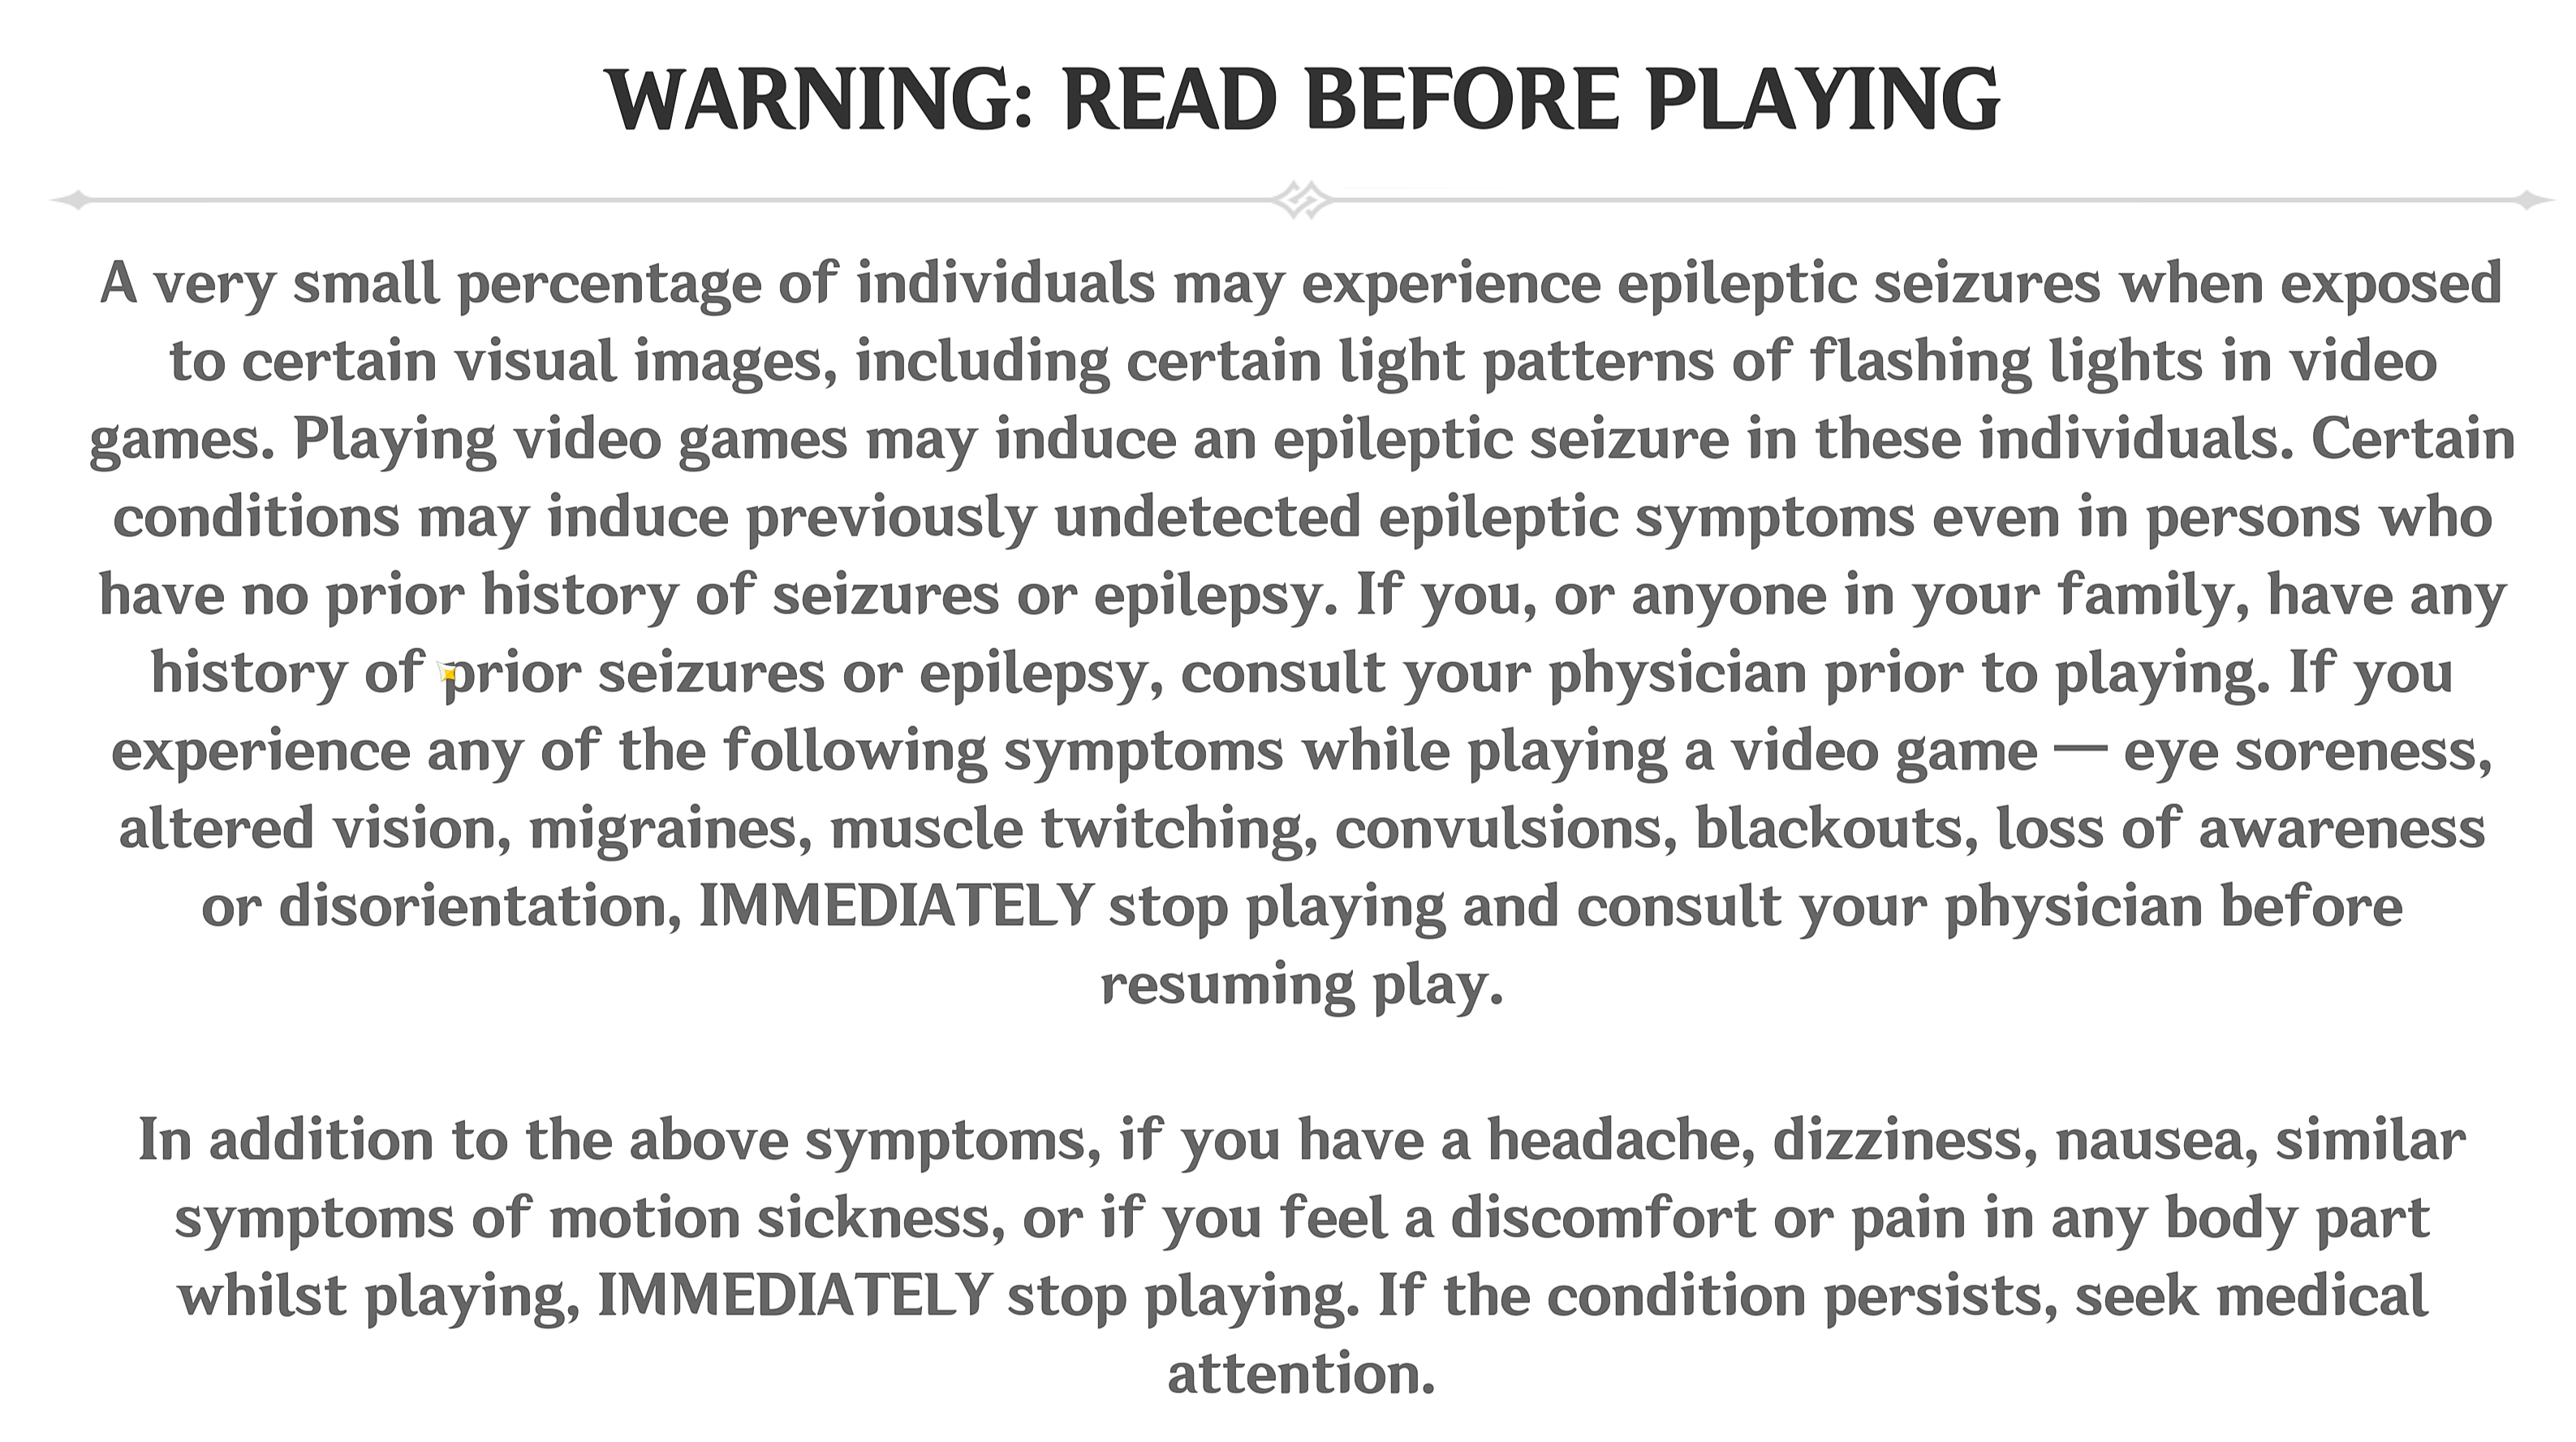 WARNING: READ BEFORE PLAYING
A very small percentage of individuals may experience epileptic seizures when exposed
to certain visual images, including certain light patterns of flashing lights in video
games. Playing video games may induce an epileptic seizure in these individuals. Certain
conditions may induce previously undetected epileptic symptoms even in persons who
have no prior history of seizures or epilepsy. If you, or anyone in your family, have any
history of prior seizures or epilepsy, consult your physician prior to playing. If you
experience any of the following symptoms while playing a video game — eye soreness,
altered vision, migraines, muscle twitching, convulsions, blackouts, loss of awareness
or disorientation, IMMEDIATELY stop playing and consult your physician before
resuming play.
In addition to the above symptoms, if you have a headache, dizziness, nausea, similar
symptoms of motion sickness, or if you feel a discomfort or pain in any body part
whilst playing, IMMEDIATELY stop playing. If the condition persists, seek medical
attention.